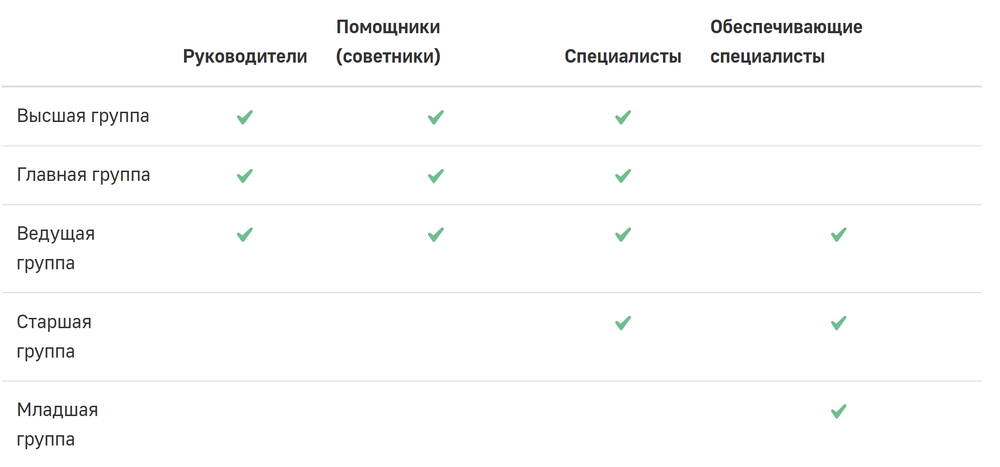 Помощники
Обеспечивающие
Руководители
(советники)
Специалисты
специалисты
Высшая группа
Главная группа
Ведущая
группа
Старшая
группа
Младшая
группа